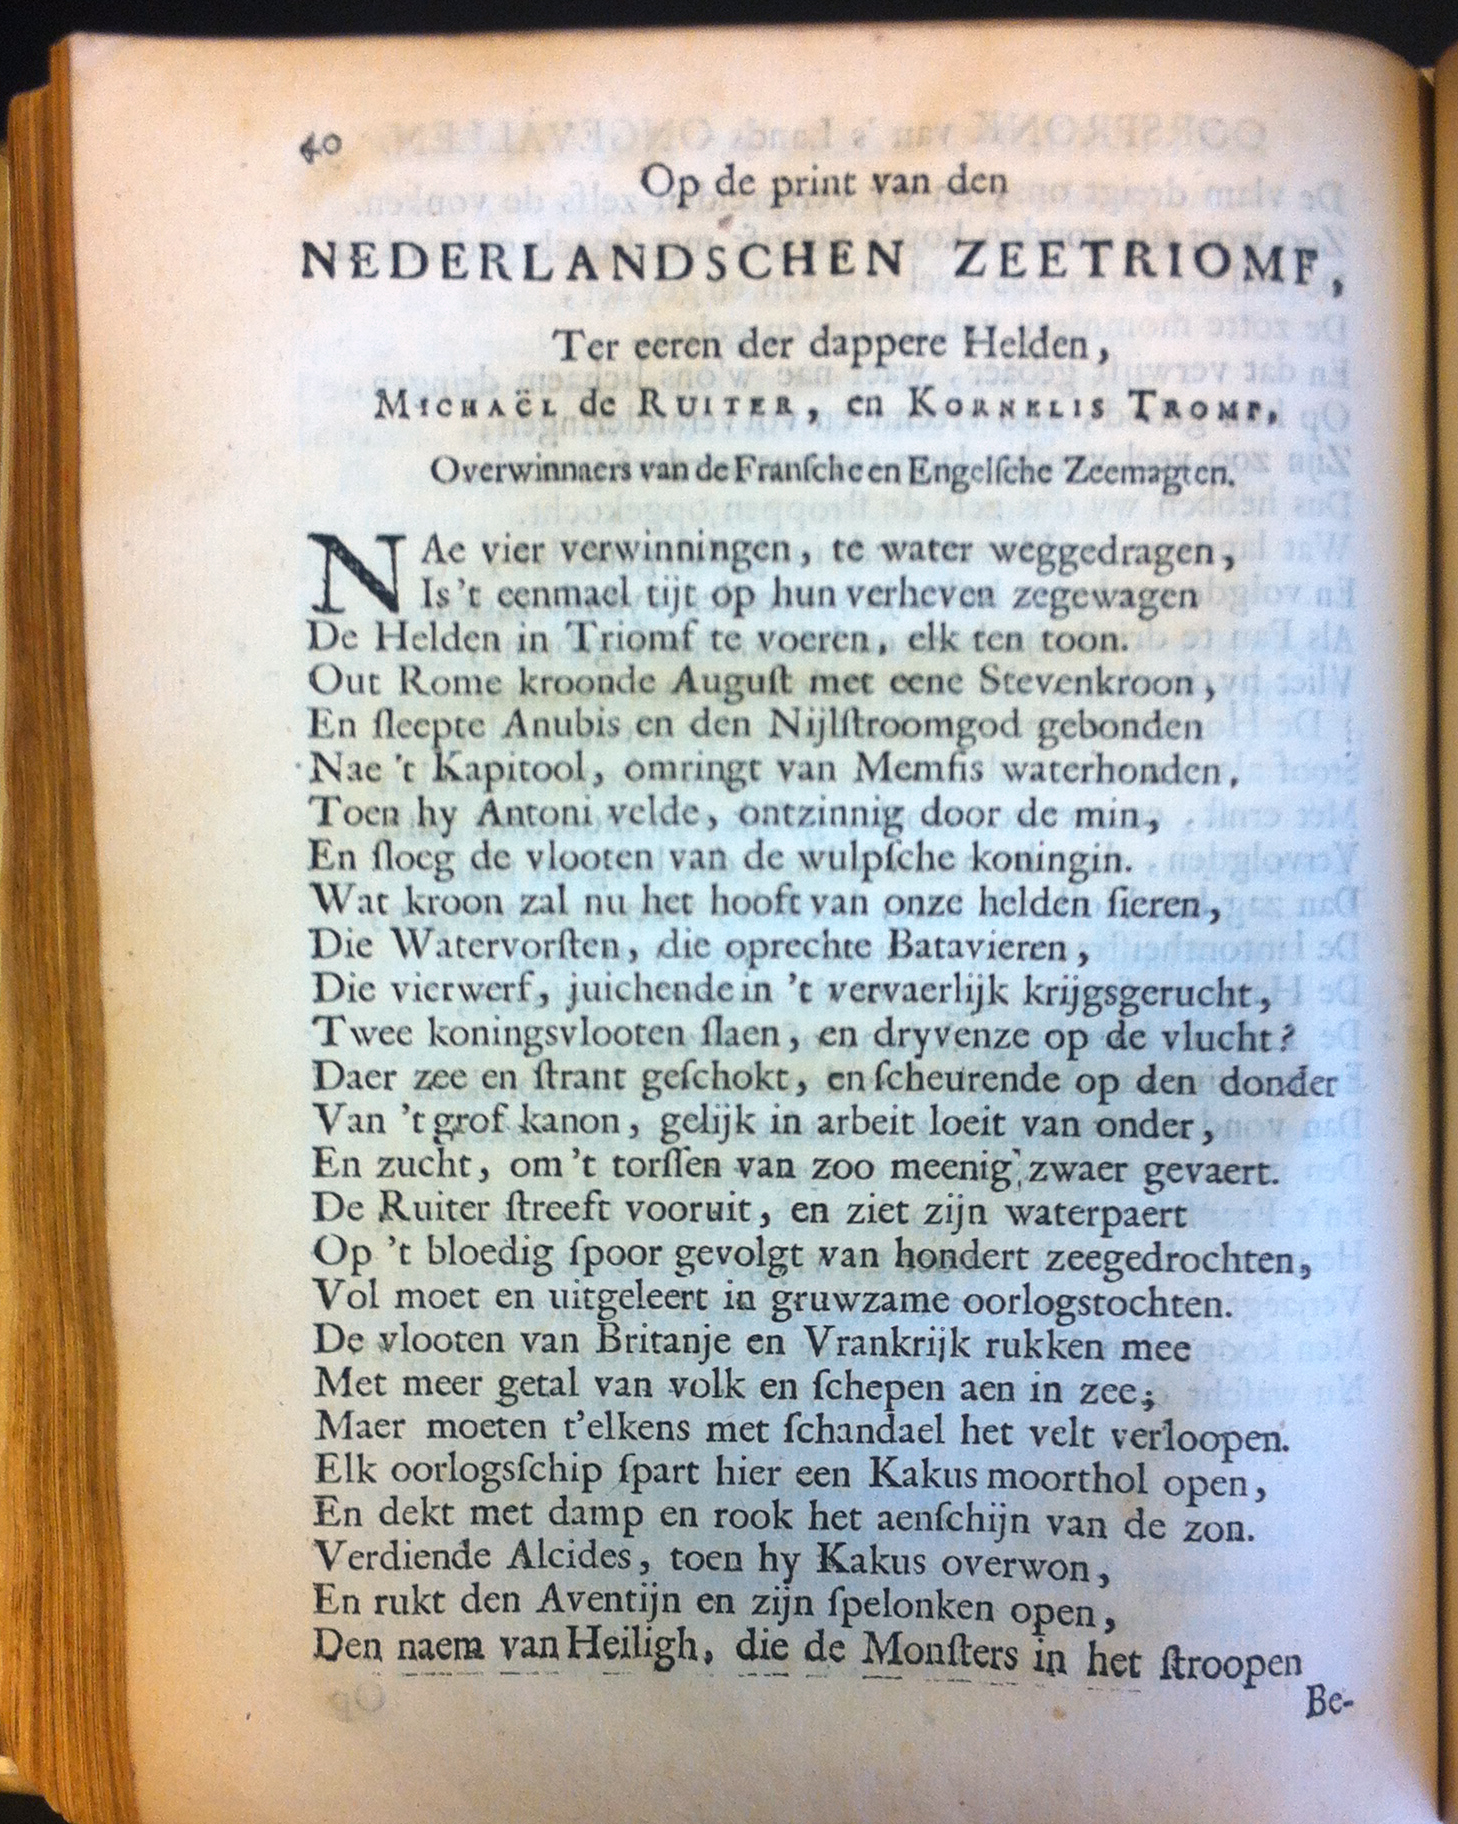 40
Op de print van den
NEDERLANDSCHEN ZEETRIOMF,
Ter eeren der dappere Helden,
MICHAËL de RUITER, en KORNELIS TROMP,
Overwinnaers van de Franſche en Engelſche Zeemagten.
NAe vier verwinningen, te water weggedragen,
Is 't eenmael tijt op hun verheven zegewagen
De Helden in Triomf te voeren, elk ten toon.
Out Rome kroonde Auguſt met eene Stevenkroon,
En ſleepte Anubis en den Nijlſtroomgod gebonden
Nae 't Kapitool, omringt van Memfis waterhonden,
Toen hy Antoni velde, ontzinnig door de min,
En ſloeg de vlooten van de wulpſche koningin.
Wat kroon zal nu het hooft van onze helden ſieren,
Die Watervorſten, die oprechte Batavieren,
Die vierwerf, juichende in 't vervaerlijk krijgsgerucht,
Twee koningsvlooten ſlaen, en dryvenze op de vlucht?
Daer zee en ſtrant geſchokt, en ſcheurende op den donder
Van 't grof kanon, gelijk in arbeit loeit van onder,
En zucht, om 't torſſen van zoo meenig zwaer gevaert.
De Ruiter ſtreeft vooruit, en ziet zijn waterpaert
Op 't bloedig ſpoor gevolgt van hondert zeegedrochten,
Vol moet en uitgeleert in gruwzame oorlogstochten.
De vlooten van Britanje en Vrankrijk rukken mee
Met meer getal van volk en ſchepen aen in zee;
Maer moeten t'elkens met ſchandael het velt verloopen.
Elk oorlogsſchip ſpart hier een Kakus moorthol open,
En dekt met damp en rook het aenſchijn van de zon.
Verdiende Alcides, toen hy Kakus overwon,
En rukt den Aventijn en zijn ſpelonken open,
Den naem van Heiligh, die de Monſters in het ſtroopen
Be-